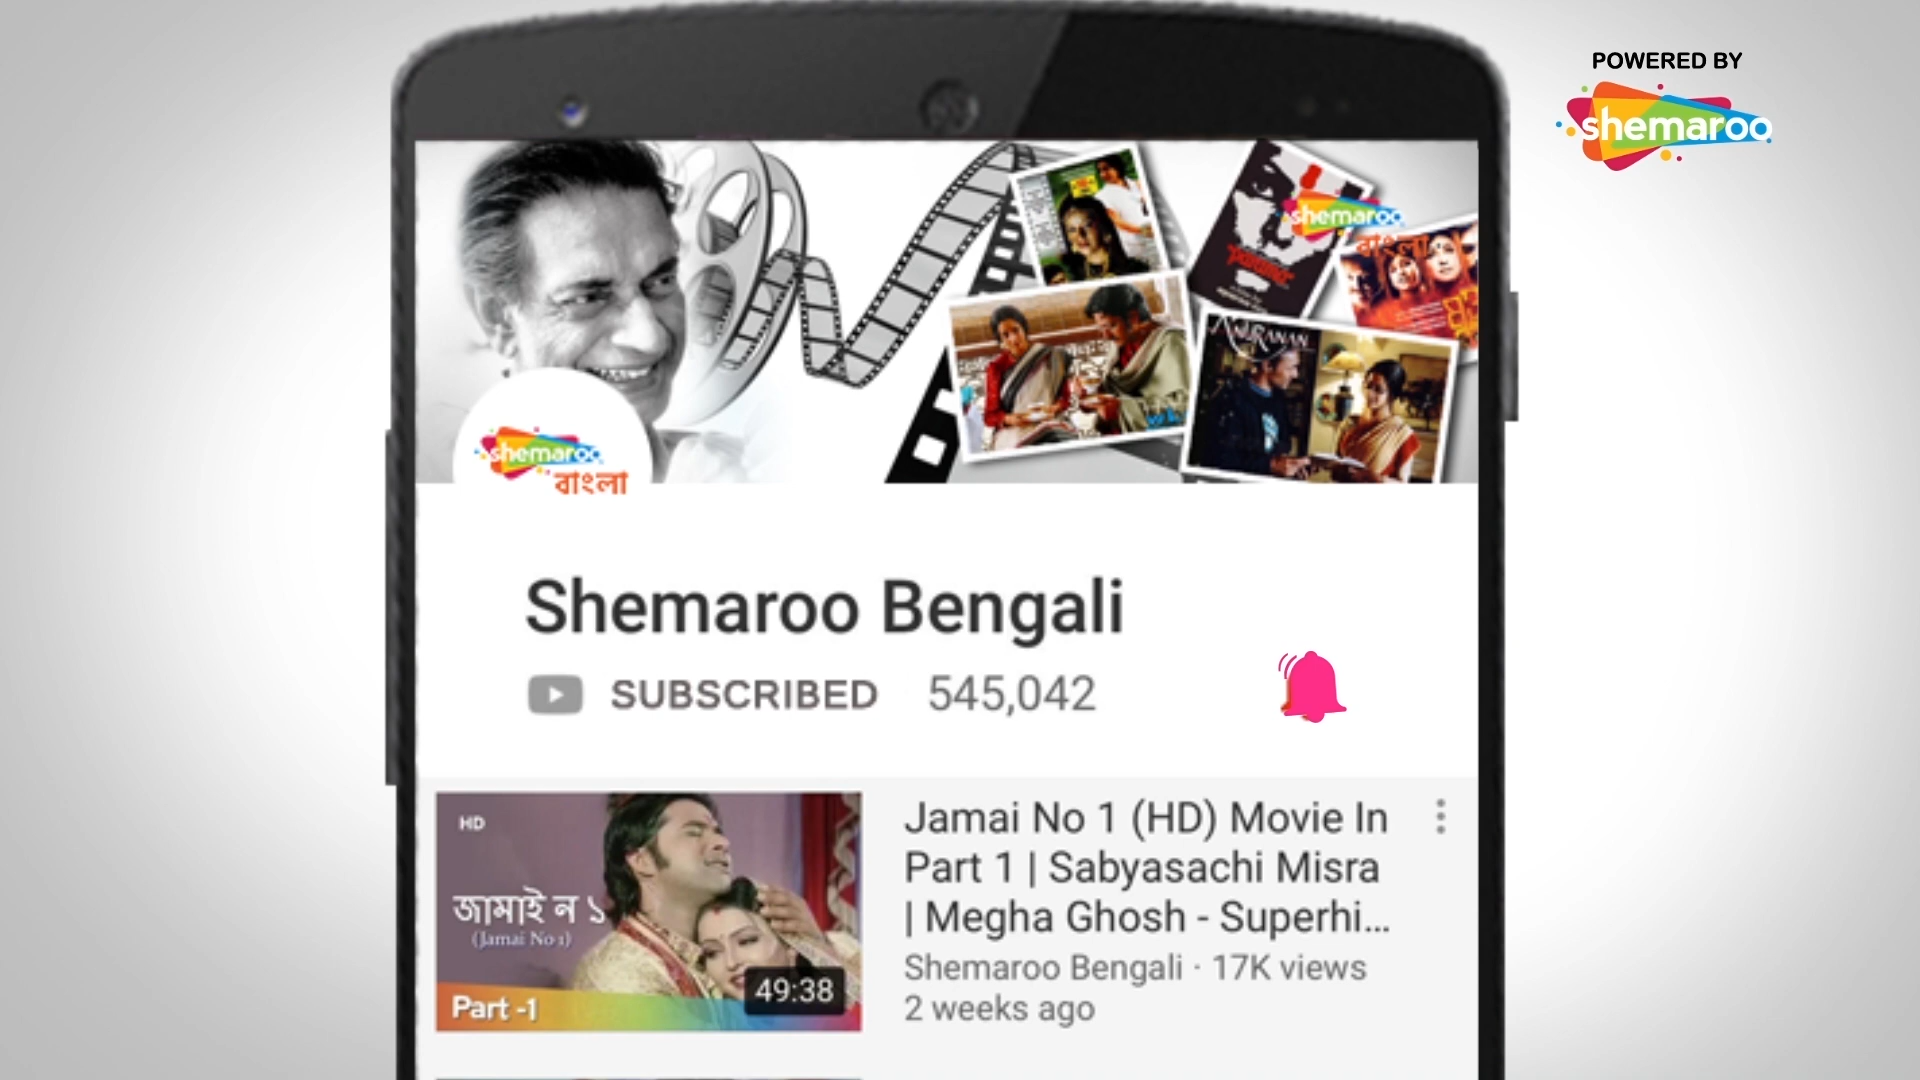 POWERED BY
shemaroo
shemaroo
বাংলা
ANURANAN
shemaroo
বাংলা
Shemaroo Bengali
SUBSCRIBED 545,042
HD
জামাই ন ১
(Jamai No 1)
Part -1
49:38
Jamai No 1 (HD) Movie In
Part 1 | Sabyasachi Misra
| Megha Ghosh - Superhi...
Shemaroo Bengali · 17K views
2 weeks ago